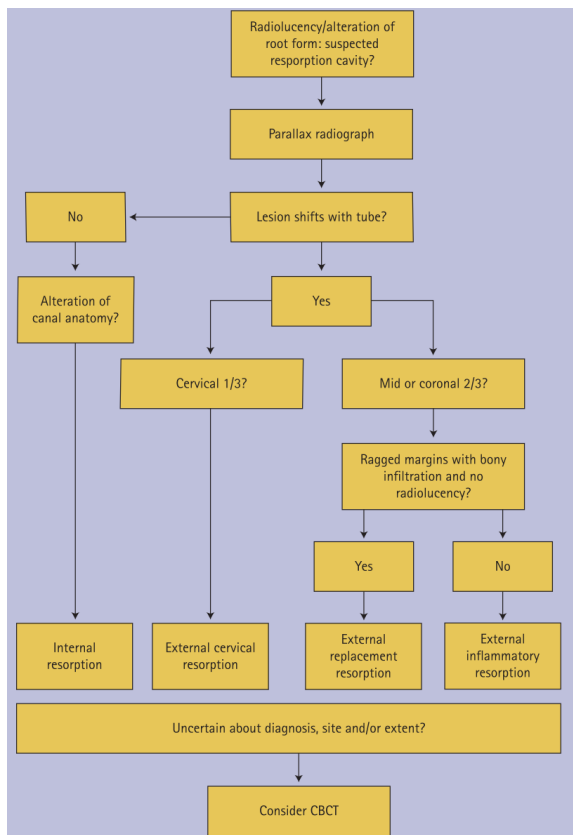 Radiolucency/alteration of
root form: suspected
resporption cavity?
Parallax radiograph
No
Lesion shifts with tube?
Alteration of
canal anatomy?
Yes
Cervical 1/3?
Mid or coronal 2/3?
Ragged margins with bony
infiltration and no
radiolucency?
Yes
No
Internal
resorption
External cervical
resorption
External
replacement
resorption
External
inflammatory
resorption
Uncertain about diagnosis, site and/or extent?
Consider CBCT